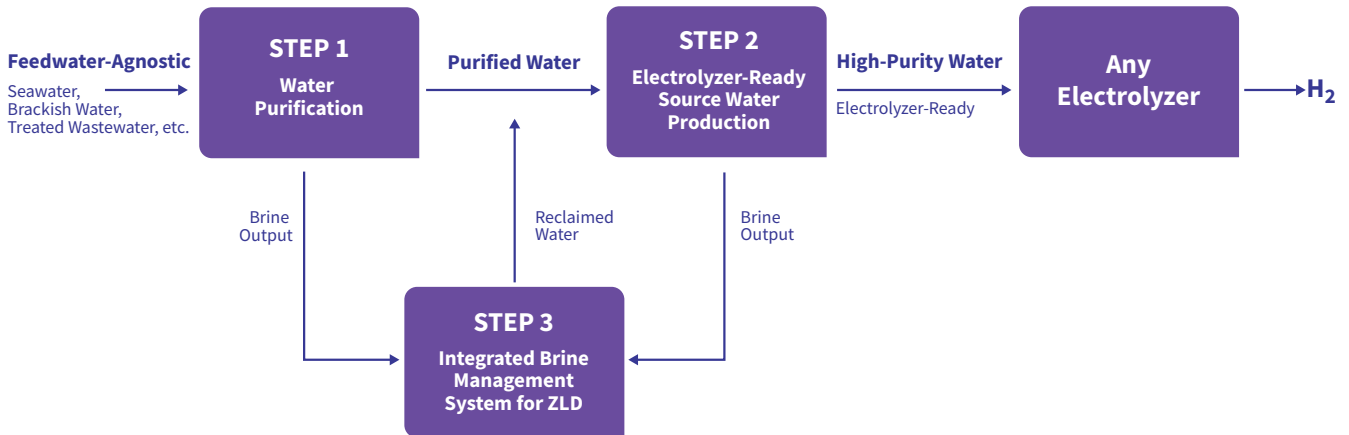 Feedwater-Agnostic
Seawater,
Brackish Water,
Treated Wastewater, etc.
STEP 1
Water
Purification
Purified Water
STEP 2
Electrolyzer-Ready
Source Water
Production
High-Purity Water
Electrolyzer-Ready
Any
Electrolyzer
H₂
Brine
Output
Reclaimed
Water
Brine
Output
STEP 3
Integrated Brine
Management
System for ZLD